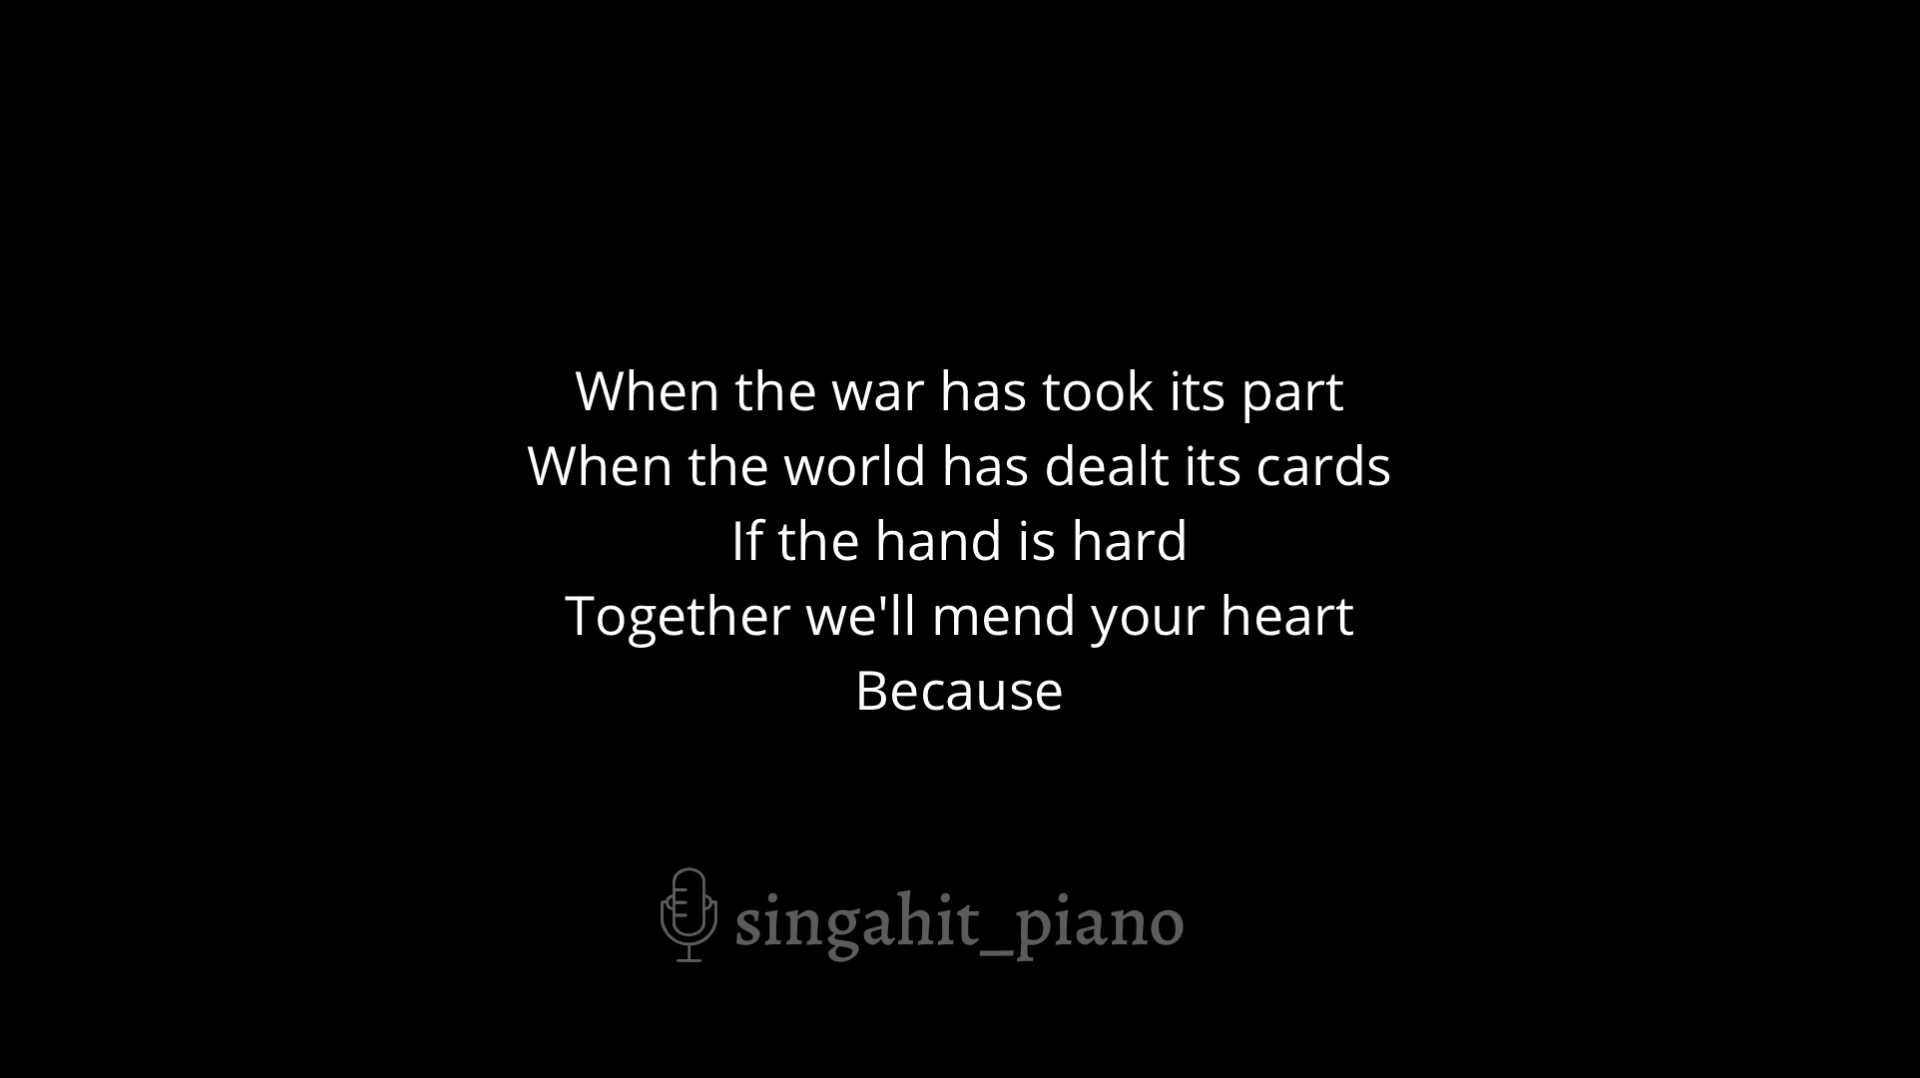 When the war has took its part
When the world has dealt its cards
If the hand is hard
Together we'll mend your heart
Because
singahit_piano